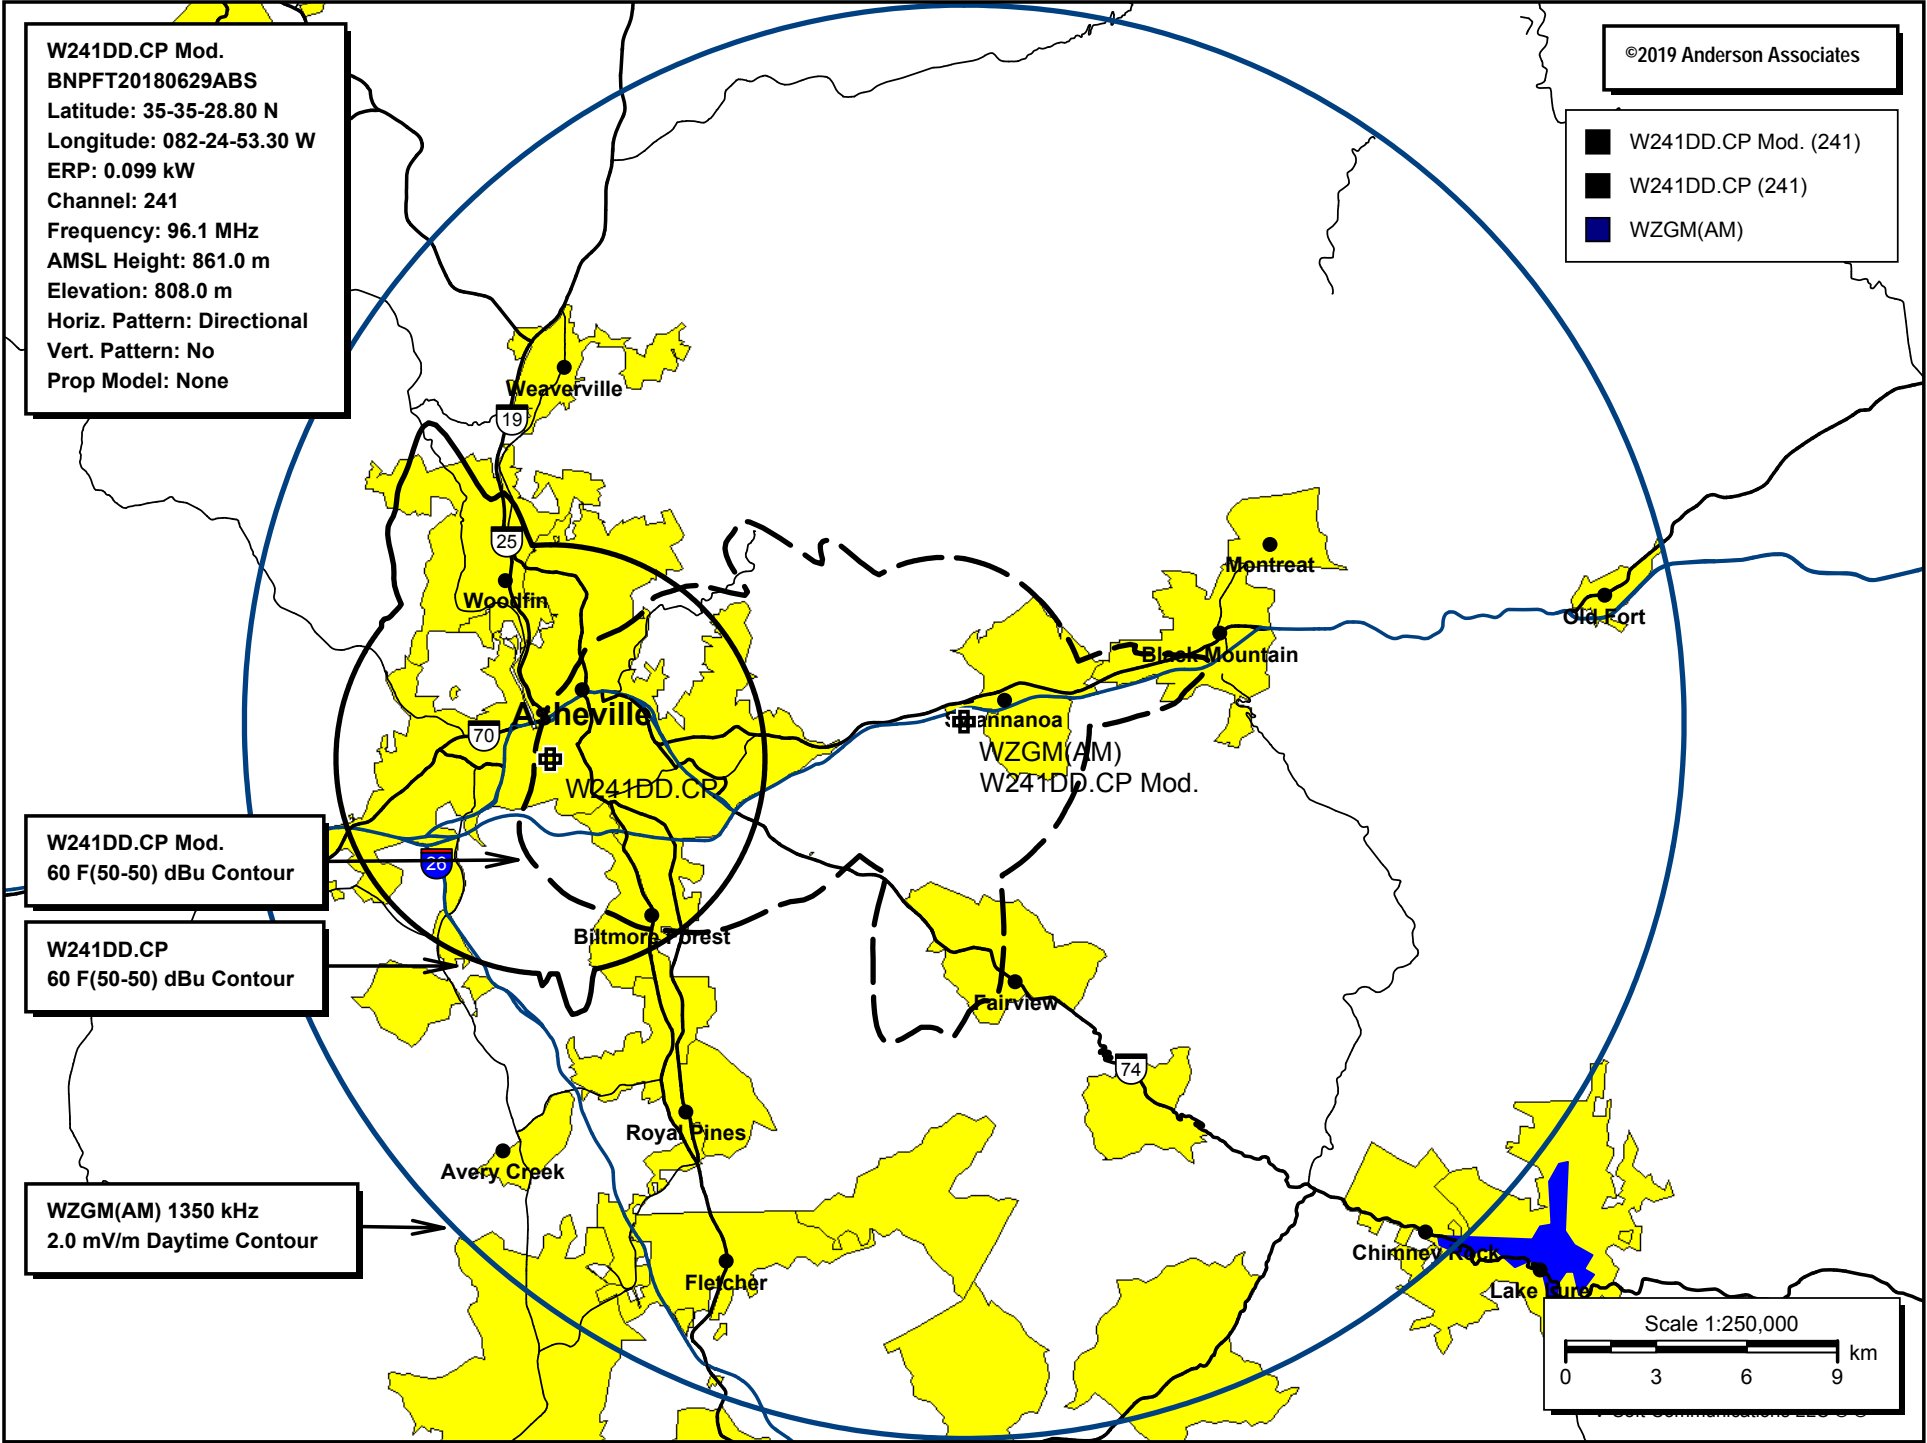 W241DD.CP Mod.
BNPFT20180629ABS
Latitude: 35-35-28.80 N
Longitude: 082-24-53.30 W
ERP: 0.099 kW
Channel: 241
Frequency: 96.1 MHz
AMSL Height: 861.0 m
Elevation: 808.0 m
Horiz. Pattern: Directional
Vert. Pattern: No
Prop Model: None
©2019 Anderson Associates
W241DD.CP Mod. (241)
W241DD.CP (241)
WZGM(AM)
Weaverville
19
25
Woodfin
Montreat
Old Fort
Black Mountain
Asheville
70
WZGM(AM)
W241DD.CP Mod.
W241DD.CP
W241DD.CP Mod.
60 F(50-50) dBu Contour
26
W241DD.CP
60 F(50-50) dBu Contour
Biltmore Forest
Fairview
74
Royal Pines
Avery Creek
WZGM(AM) 1350 kHz
2.0 mV/m Daytime Contour
Fletcher
Chimney Rock
Lake Lure
Scale 1:250,000
km
0 3 6 9